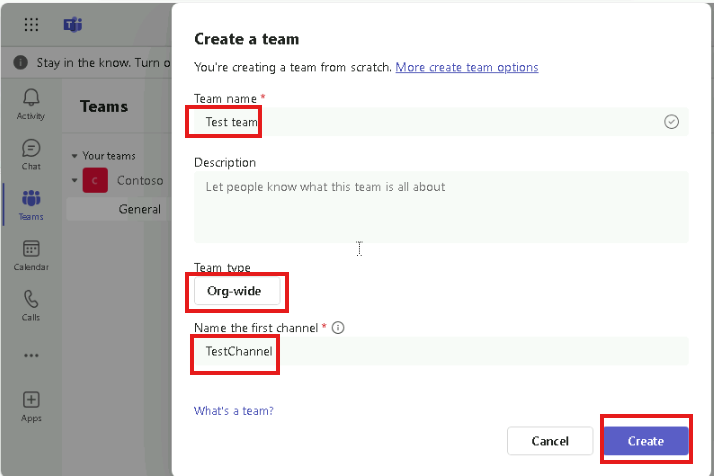 Create a team
Stay in the know. Turn o
You're creating a team from scratch. More create team options
Activity
Teams
Team name *
Test team
Chat
Your teams
Description
C Contoso
Let people know what this team is all about
Teams
General
Calendar
Team type
Org-wide
Calls
Name the first channel *
TestChannel
Apps
What's a team?
Cancel
Create